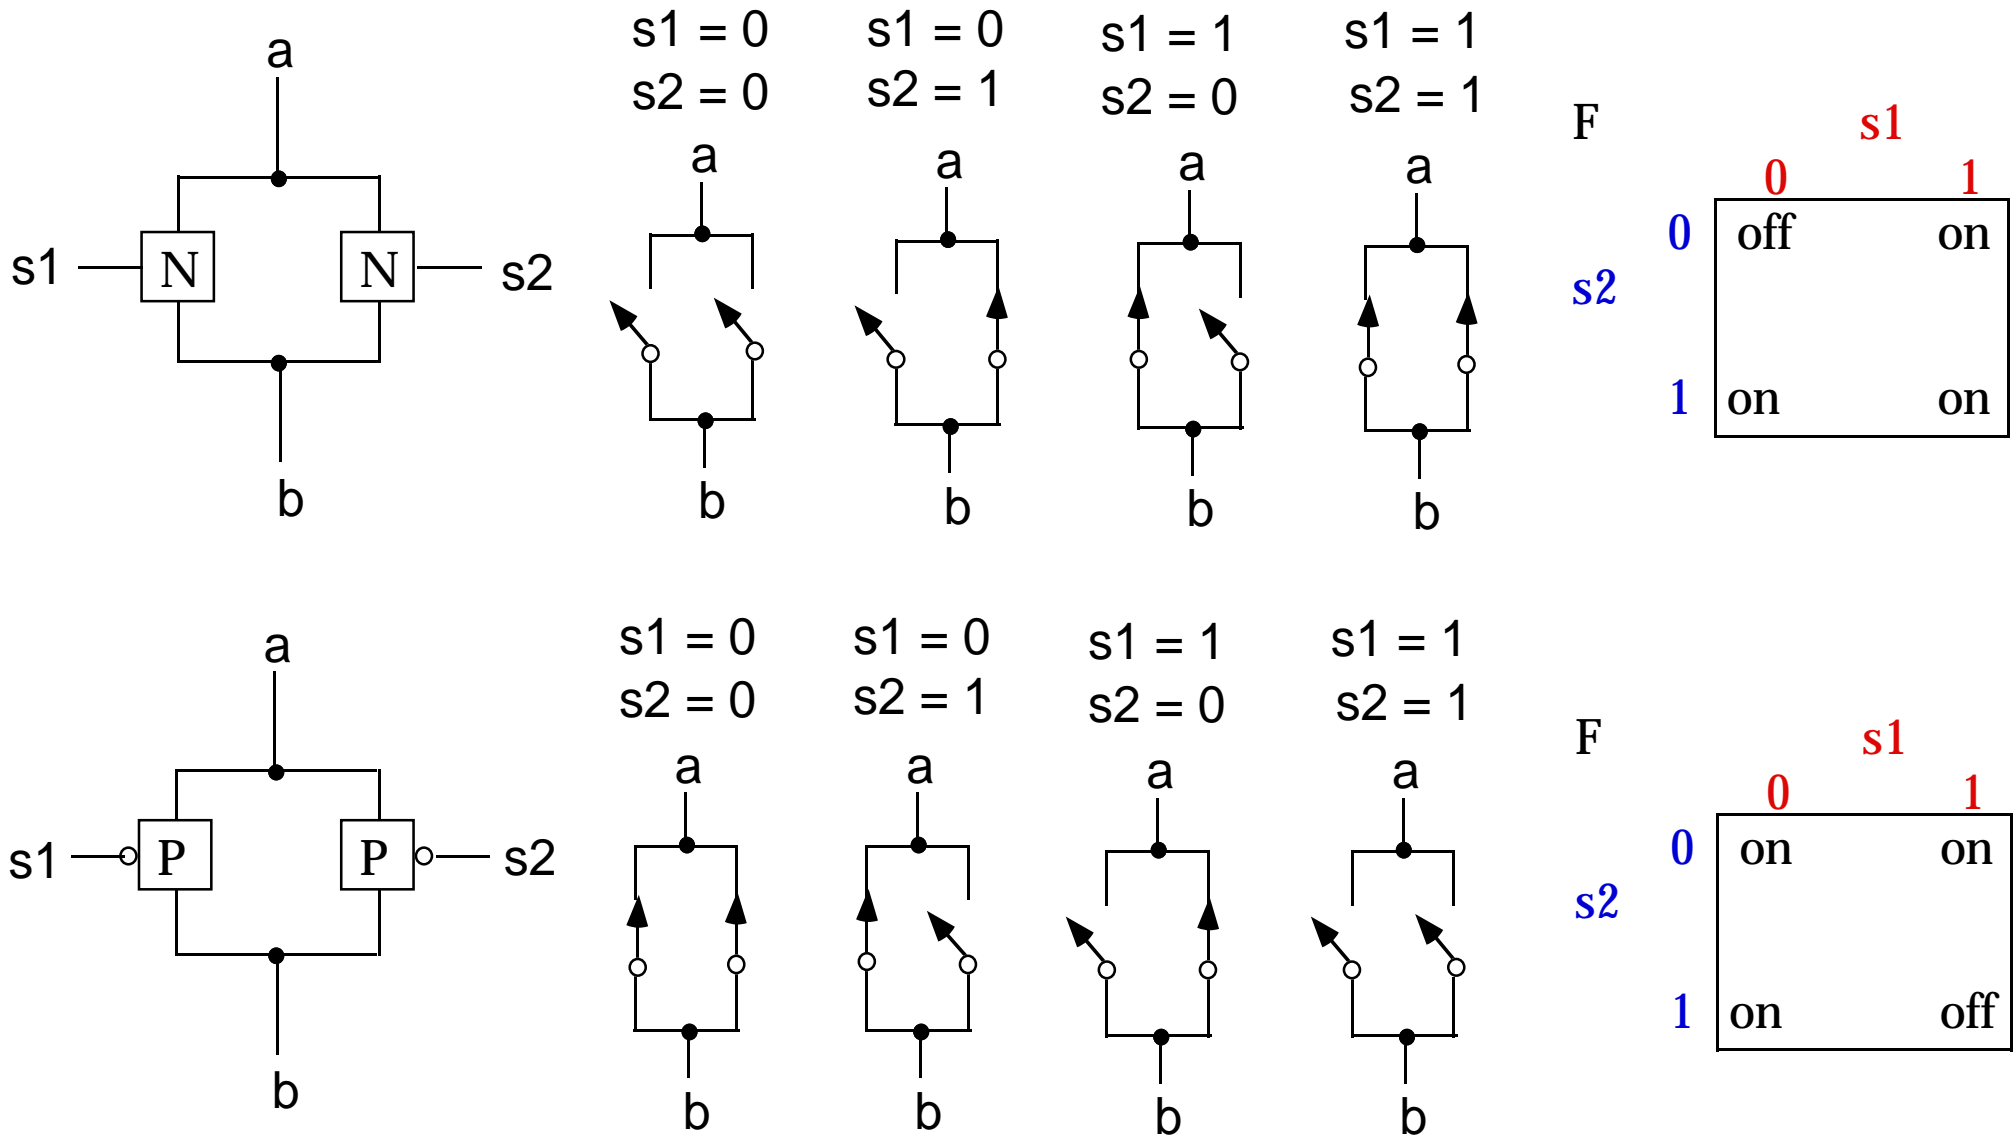 s1 = 0 s1 = 0 s1 = 1 s1 = 1
s2 = 0 s2 = 1 s2 = 0 s2 = 1
a
a a a a
F s1
0 1
0 off on
s1 N N s2
s2
1 on on
b
b b b b
s1 = 0 s1 = 0 s1 = 1 s1 = 1
s2 = 0 s2 = 1 s2 = 0 s2 = 1
a
a a a a
F s1
0 1
0 on on
s1 P P s2
s2
1 on off
b
b b b b